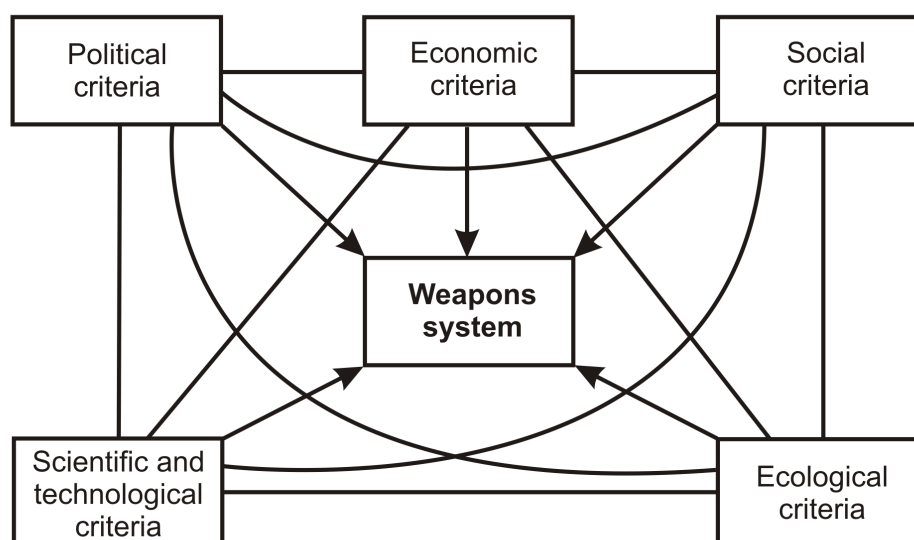 Political
criteria
Economic
criteria
Social
criteria
Weapons
system
Scientific and
technological
criteria
Ecological
criteria